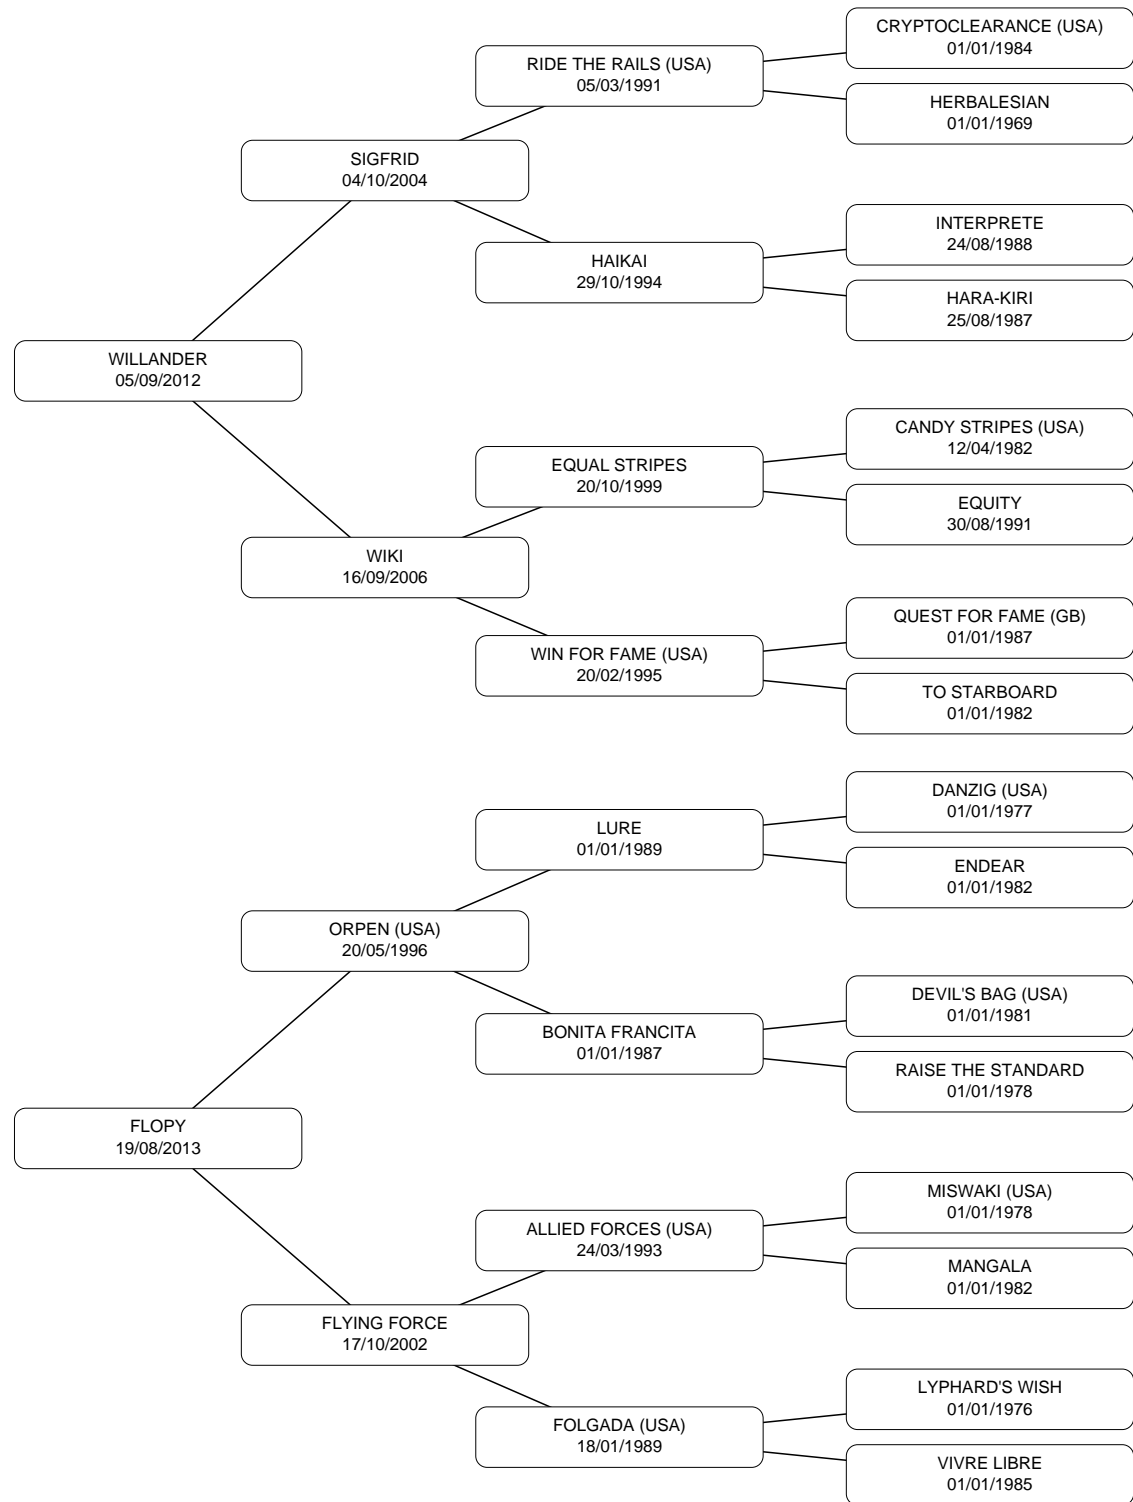 CRYPTOCLEARANCE (USA)
01/01/1984
RIDE THE RAILS (USA)
05/03/1991
HERBALESIAN
01/01/1969
SIGFRID
04/10/2004
INTERPRETE
24/08/1988
HAIKAI
29/10/1994
HARA-KIRI
25/08/1987
WILLANDER
05/09/2012
CANDY STRIPES (USA)
12/04/1982
EQUAL STRIPES
20/10/1999
EQUITY
30/08/1991
WIKI
16/09/2006
QUEST FOR FAME (GB)
01/01/1987
WIN FOR FAME (USA)
20/02/1995
TO STARBOARD
01/01/1982
DANZIG (USA)
01/01/1977
LURE
01/01/1989
ENDEAR
01/01/1982
ORPEN (USA)
20/05/1996
DEVIL'S BAG (USA)
01/01/1981
BONITA FRANCITA
01/01/1987
RAISE THE STANDARD
01/01/1978
FLOPY
19/08/2013
MISWAKI (USA)
01/01/1978
ALLIED FORCES (USA)
24/03/1993
MANGALA
01/01/1982
FLYING FORCE
17/10/2002
LYPHARD'S WISH
01/01/1976
FOLGADA (USA)
18/01/1989
VIVRE LIBRE
01/01/1985